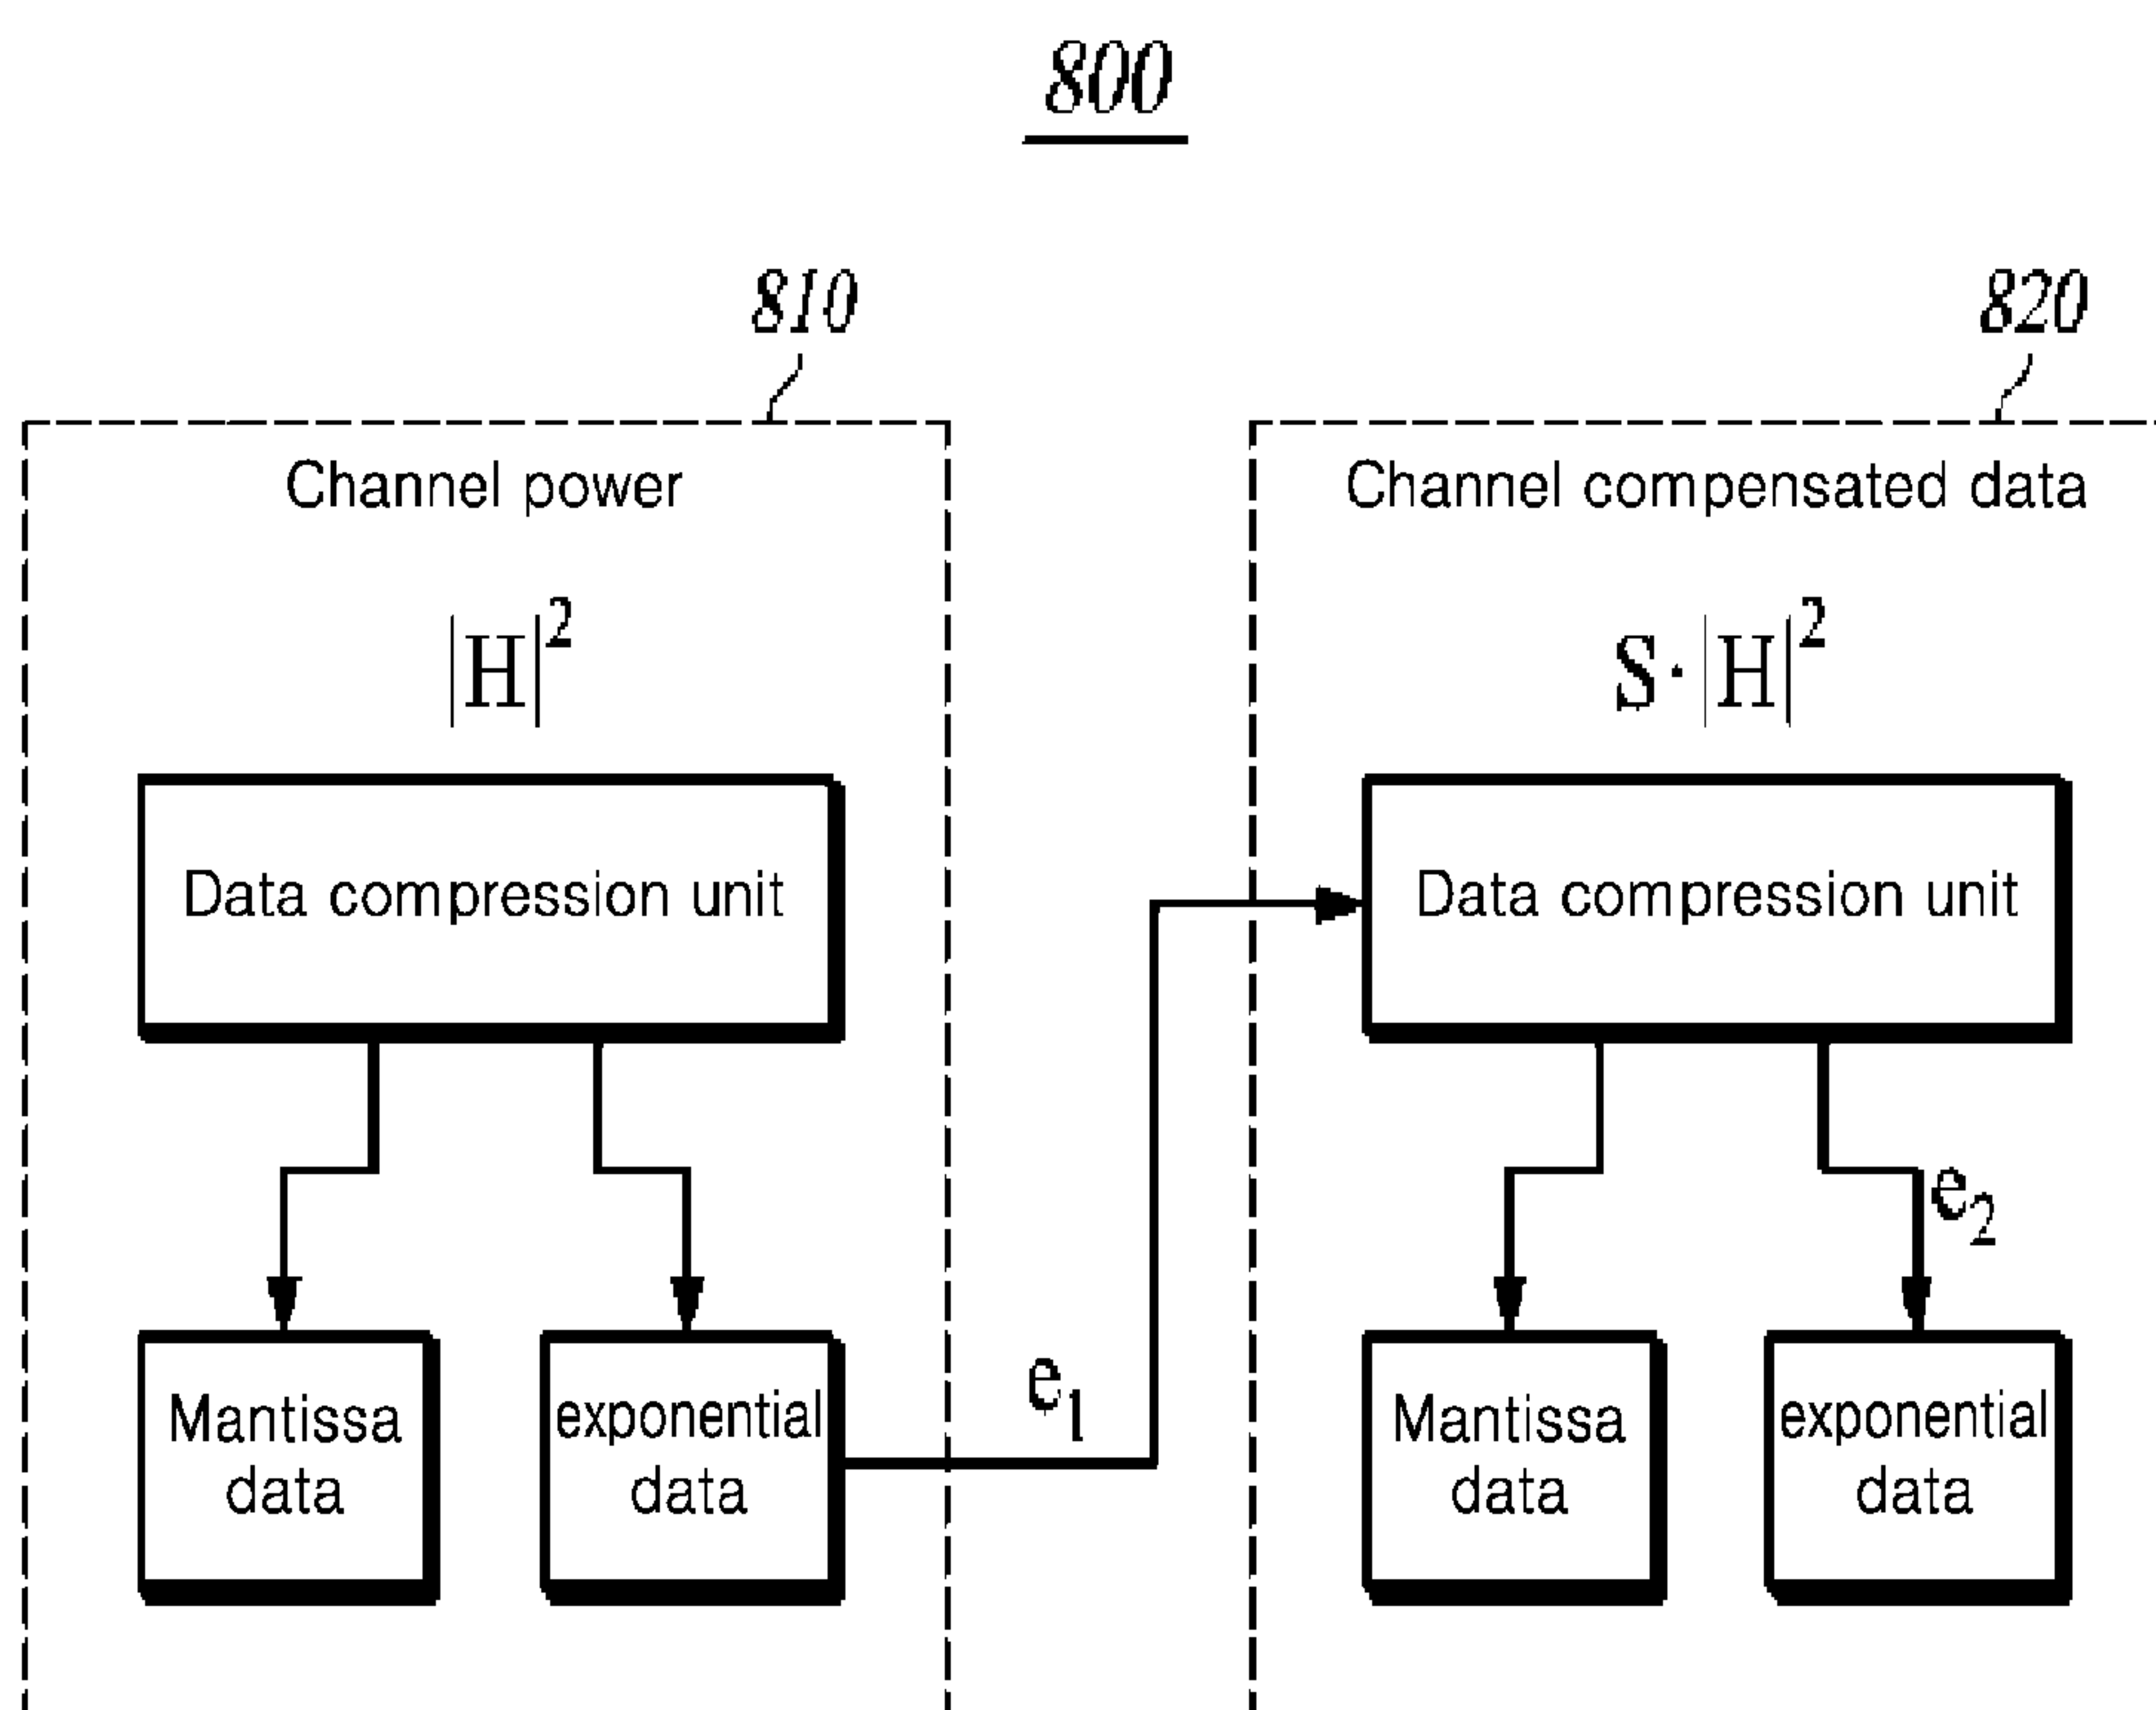 800
810
820
Channel power
Channel compensated data
|H|²
S·|H|²
Data compression unit
Data compression unit
e₂
e₁
Mantissa
data
exponential
data
Mantissa
data
exponential
data